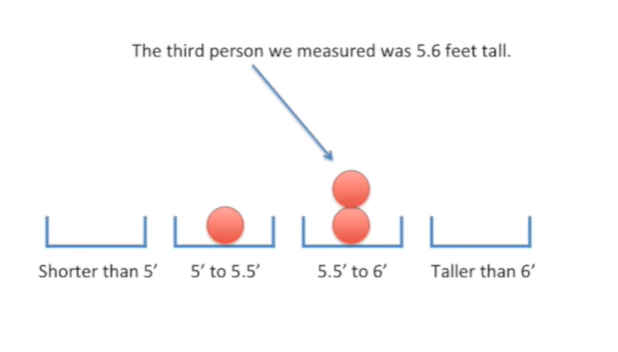 The third person we measured was 5.6 feet tall.
Shorter than 5′
5′ to 5.5′
5.5′ to 6′
Taller than 6′